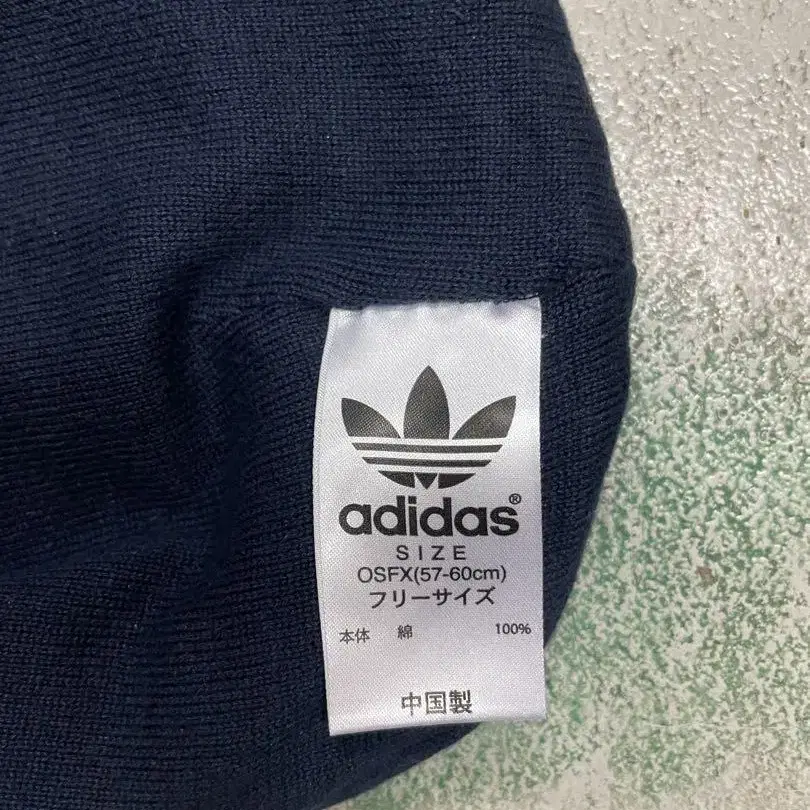 adidas®
SIZE
OSFX(57-60cm)
フリーサイズ
本体 綿 100%
中国製